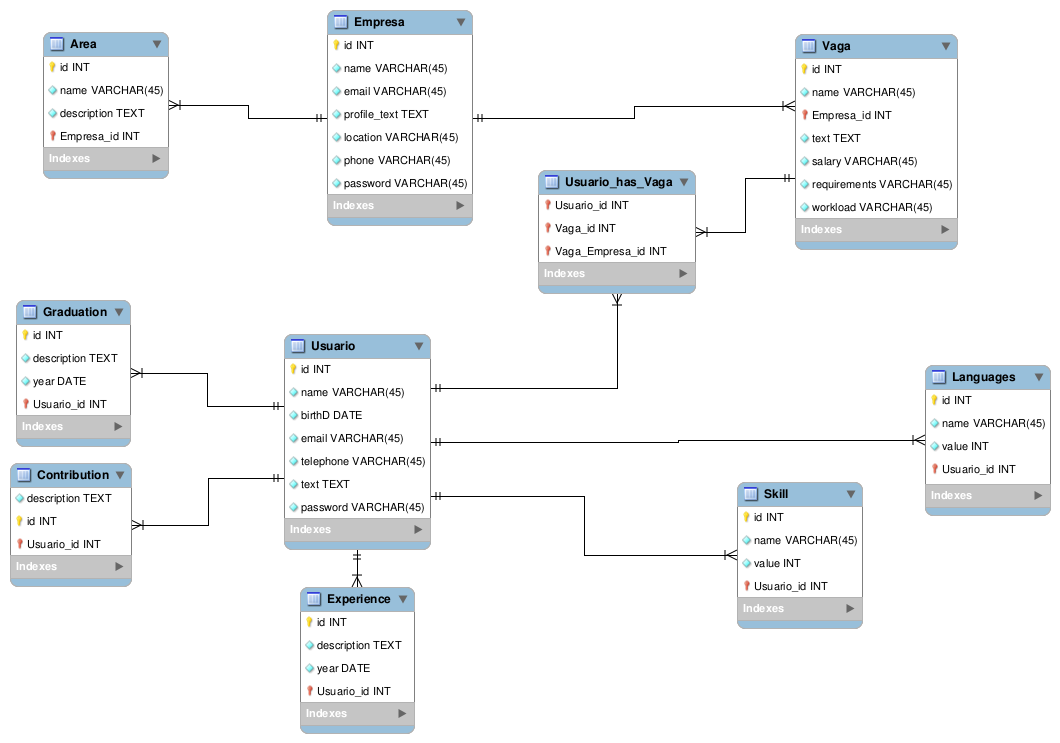 Area
id INT
name VARCHAR(45)
description TEXT
Empresa_id INT
Indexes
Empresa
id INT
name VARCHAR(45)
email VARCHAR(45)
profile_text TEXT
location VARCHAR(45)
phone VARCHAR(45)
password VARCHAR(45)
Indexes
Vaga
id INT
name VARCHAR(45)
Empresa_id INT
text TEXT
salary VARCHAR(45)
requirements VARCHAR(45)
workload VARCHAR(45)
Indexes
Usuario_has_Vaga
Usuario_id INT
Vaga_id INT
Vaga_Empresa_id INT
Indexes
Graduation
id INT
description TEXT
year DATE
Usuario_id INT
Indexes
Usuario
id INT
name VARCHAR(45)
birthD DATE
email VARCHAR(45)
telephone VARCHAR(45)
text TEXT
password VARCHAR(45)
Indexes
Languages
id INT
name VARCHAR(45)
value INT
Usuario_id INT
Indexes
Contribution
description TEXT
id INT
Usuario_id INT
Indexes
Skill
id INT
name VARCHAR(45)
value INT
Usuario_id INT
Indexes
Experience
id INT
description TEXT
year DATE
Usuario_id INT
Indexes